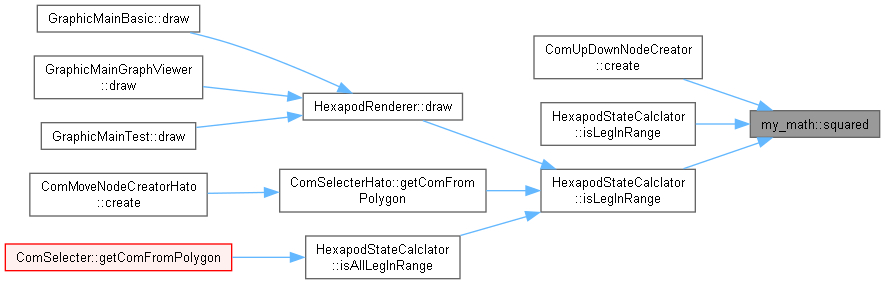 GraphicMainBasic::draw
GraphicMainGraphViewer
::draw
GraphicMainTest::draw
HexapodRenderer::draw
ComUpDownNodeCreator
::create
HexapodStateCalclator
::isLegInRange
my_math::squared
ComMoveNodeCreatorHato
::create
ComSelecterHato::getComFrom
Polygon
HexapodStateCalclator
::isLegInRange
ComSelecter::getComFromPolygon
HexapodStateCalclator
::isAllLegInRange